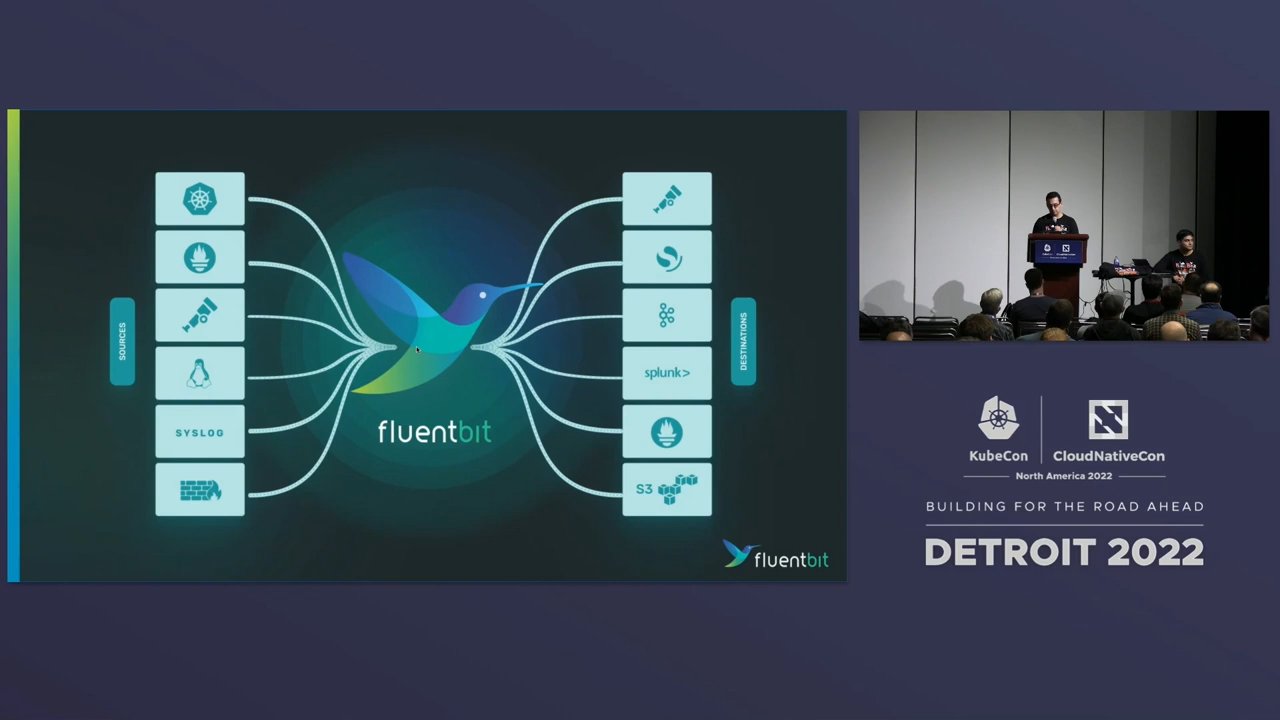 SOURCES
SYSLOG
fluentbit
DESTINATIONS
splunk>
S3
fluentbit
KubeCon
CloudNativeCon
North America 2022
BUILDING FOR THE ROAD AHEAD
DETROIT 2022